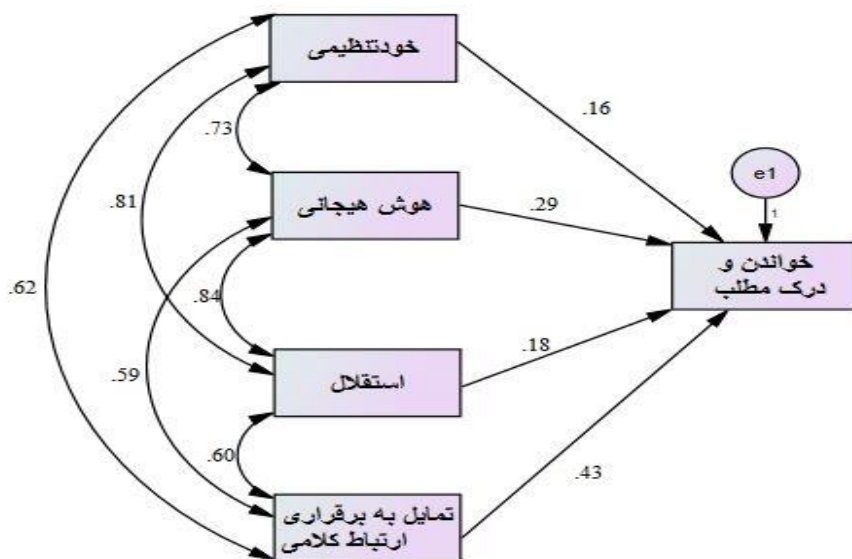 خودتنظیمی
.16
.73
e1
.81
هوش هیجانی
.29
1
خواندن و
درک مطلب
.62
.84
.59
استقلال
.18
.60
.43
تمایل به برقراری
ارتباط کلامی